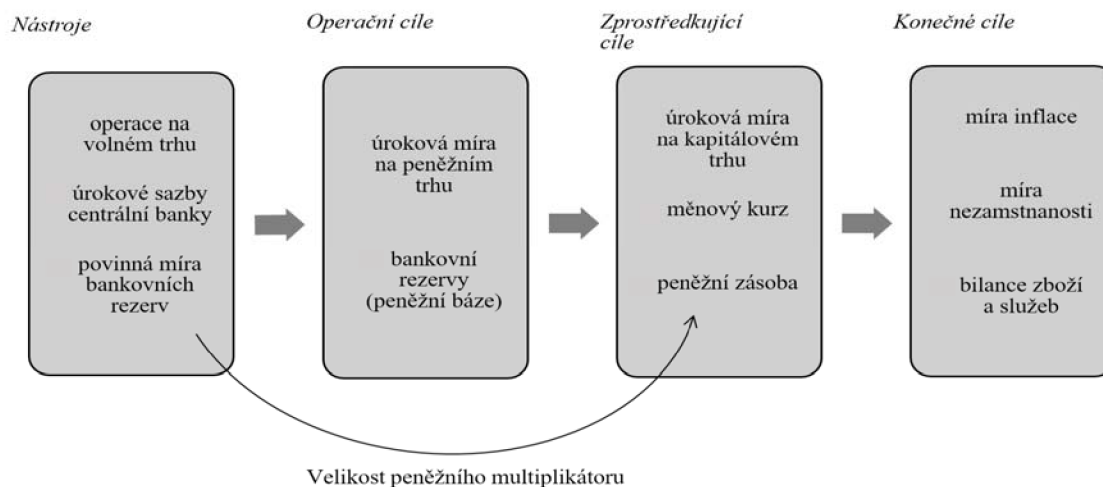 Nástroje
operace na
volném trhu
úrokové sazby
centrální banky
povinná míra
bankovních
rezerv
Operační cíle
úroková míra
na peněžním
trhu
bankovní
rezervy
(peněžní báze)
Zprostředkující
cíle
úroková míra
na kapitálovém
trhu
měnový kurz
peněžní zásoba
Konečné cíle
míra inflace
míra
nezamstnanosti
bilance zboží
a služeb
Velikost peněžního multiplikátoru